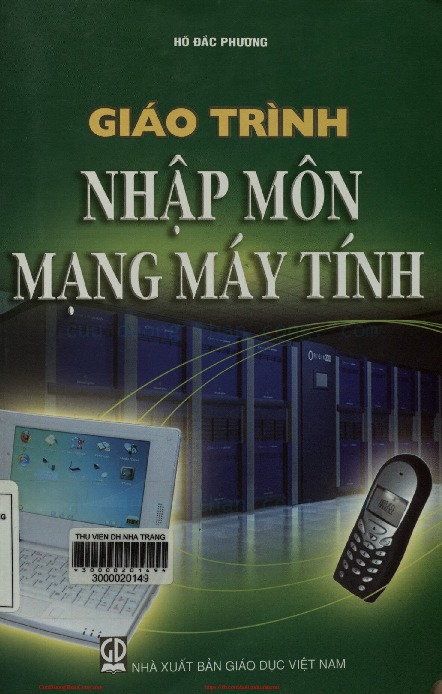 HỒ ĐẮC PHƯƠNG
GIÁO TRÌNH
NHẬP MÔN
MẠNG MÁY TÍNH
THU VIEN DH NHA TRANG
3000020149
GD
NHÀ XUẤT BẢN GIÁO DỤC VIỆT NAM